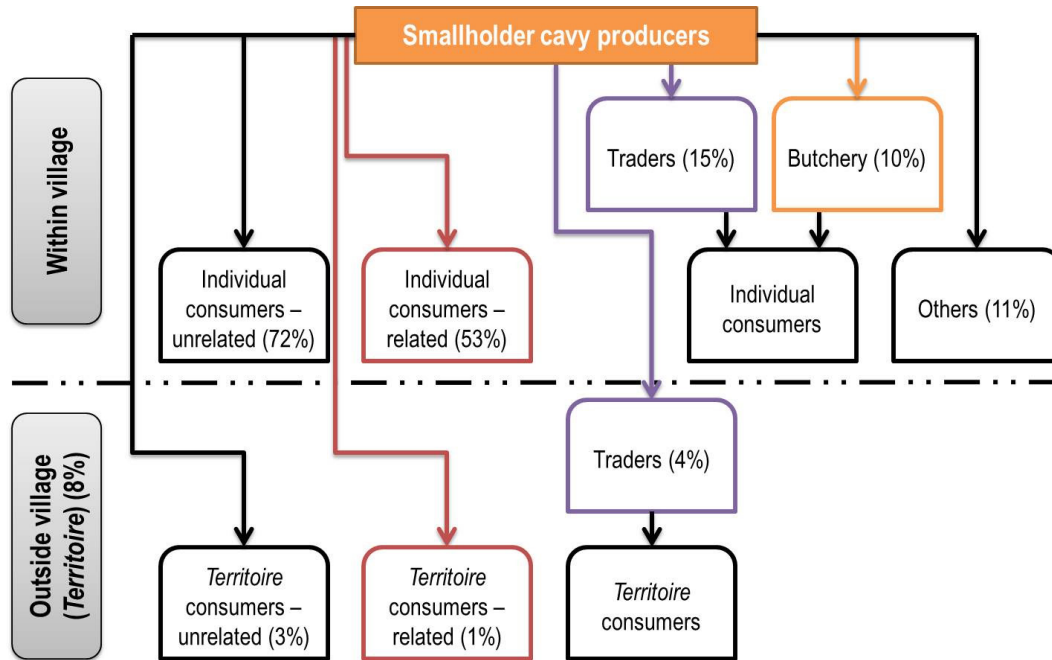 Smallholder cavy producers
Within village
Traders (15%)
Butchery (10%)
Individual
consumers –
unrelated (72%)
Individual
consumers –
related (53%)
Individual
consumers
Others (11%)
Outside village
(Territoire) (8%)
Traders (4%)
Territoire
consumers –
unrelated (3%)
Territoire
consumers –
related (1%)
Territoire
consumers